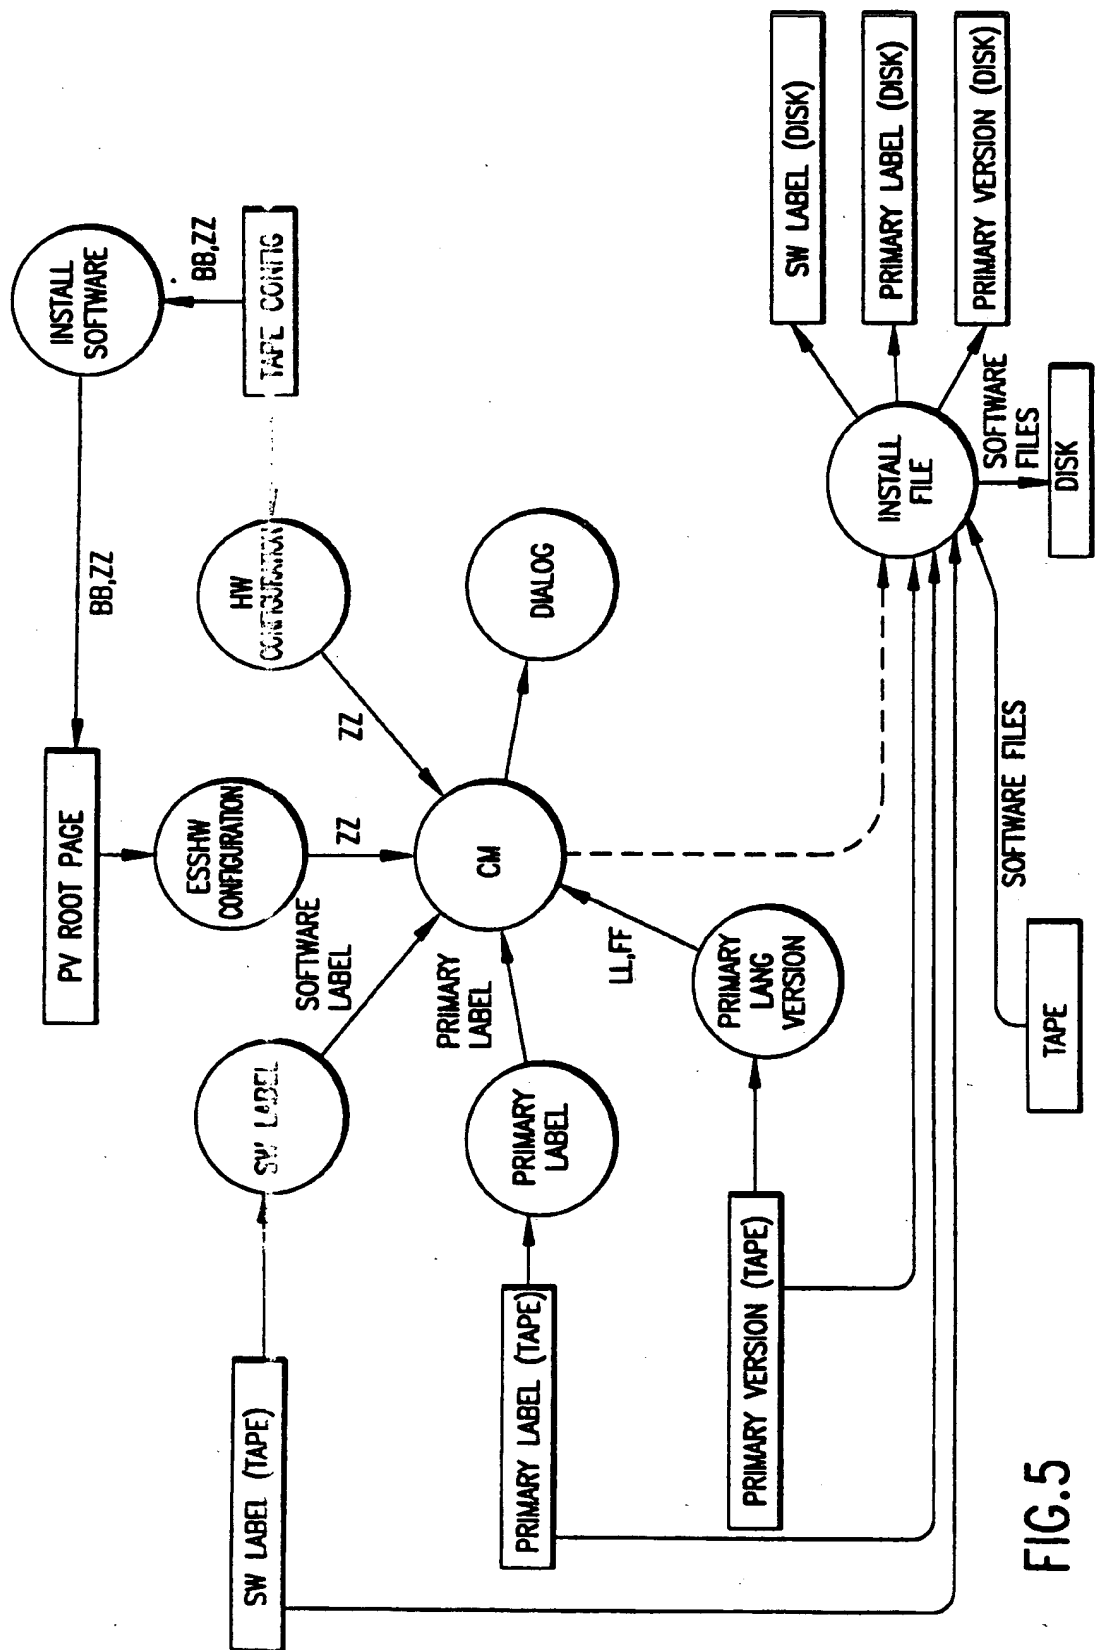 INSTALL
SOFTWARE
BB,ZZ
BB,ZZ
TAPE CONFIG
PV ROOT PAGE
ESSHW
CONFIGURATION
HW
CONFIGURATION
ZZ
ZZ
SW LABEL (TAPE)
SW LABEL
SOFTWARE
LABEL
CM
DIALOG
PRIMARY LABEL (TAPE)
PRIMARY
LABEL
PRIMARY
LABEL
PRIMARY VERSION (TAPE)
PRIMARY
LANG
VERSION
LL,FF
SW LABEL (DISK)
PRIMARY LABEL (DISK)
PRIMARY VERSION (DISK)
INSTALL
FILE
SOFTWARE
FILES
DISK
TAPE
SOFTWARE FILES
FIG.5